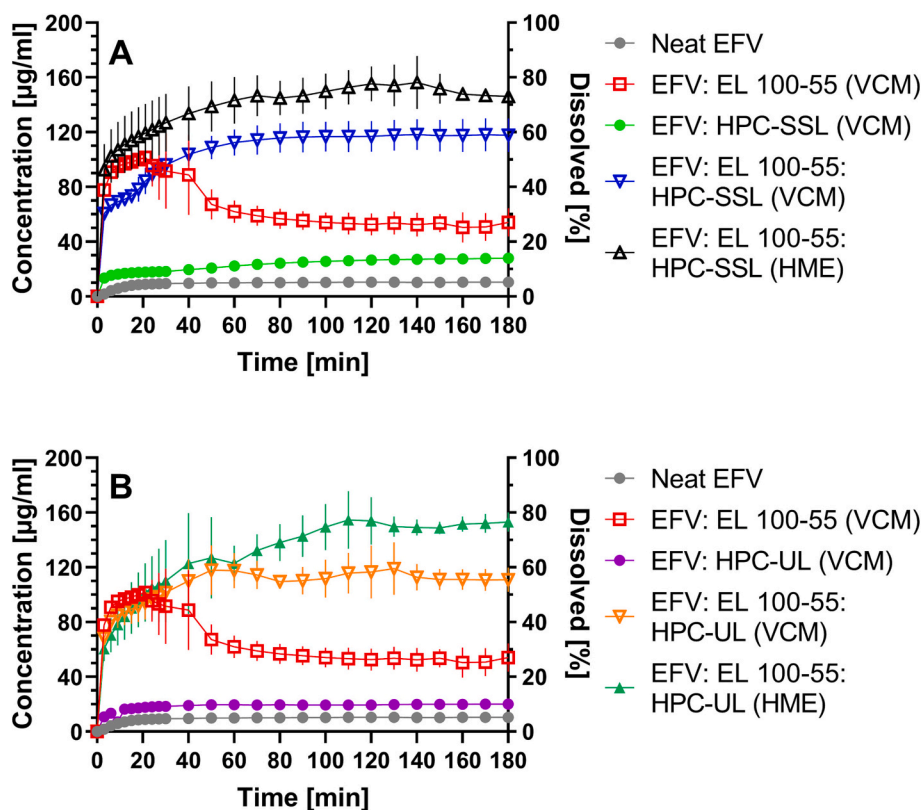 A
Concentration [µg/ml]
200
160
120
80
40
0
100
80
60
40
20
0
Dissolved [%]
0 20 40 60 80 100 120 140 160 180
Time [min]
Neat EFV
EFV: EL 100-55 (VCM)
EFV: HPC-SSL (VCM)
EFV: EL 100-55:
HPC-SSL (VCM)
EFV: EL 100-55:
HPC-SSL (HME)
B
Concentration [µg/ml]
200
160
120
80
40
0
100
80
60
40
20
0
Dissolved [%]
0 20 40 60 80 100 120 140 160 180
Time [min]
Neat EFV
EFV: EL 100-55 (VCM)
EFV: HPC-UL (VCM)
EFV: EL 100-55:
HPC-UL (VCM)
EFV: EL 100-55:
HPC-UL (HME)